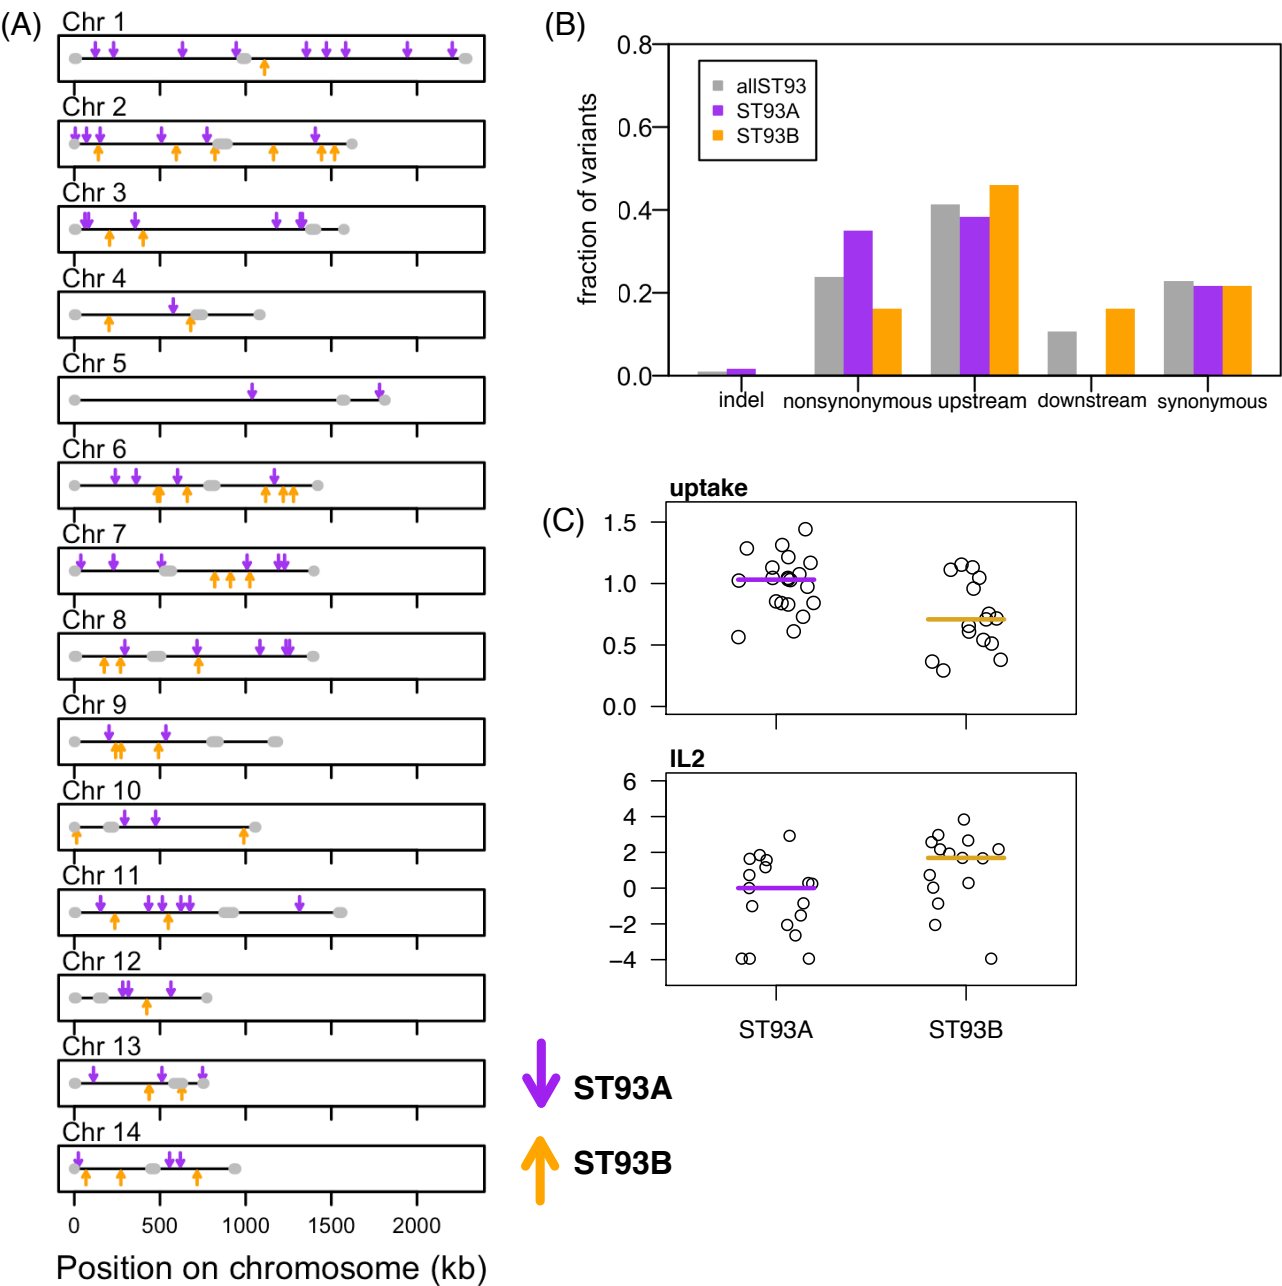 (A)
Chr 1
Chr 2
Chr 3
Chr 4
Chr 5
Chr 6
Chr 7
Chr 8
Chr 9
Chr 10
Chr 11
Chr 12
Chr 13
Chr 14
0 500 1000 1500 2000
Position on chromosome (kb)
ST93A
ST93B
(B)
fraction of variants
0.8
0.6
0.4
0.2
0.0
allST93
ST93A
ST93B
indel nonsynonymous upstream downstream synonymous
(C)
uptake
1.5
1.0
0.5
0.0
IL2
6
4
2
0
−2
−4
ST93A ST93B